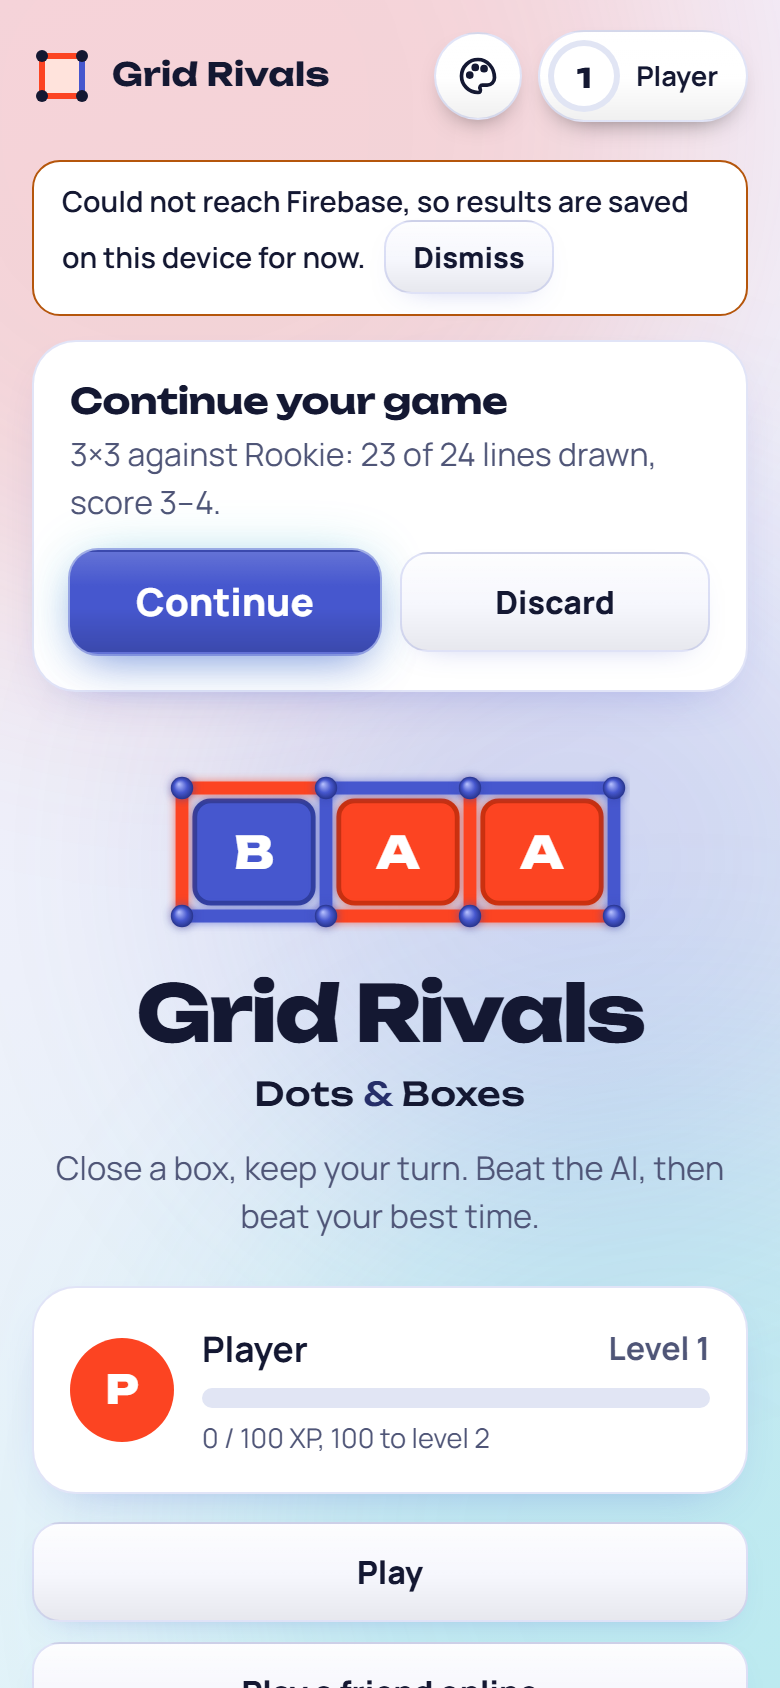 Grid Rivals
1
Player
Could not reach Firebase, so results are saved
on this device for now.
Dismiss
Continue your game
3×3 against Rookie: 23 of 24 lines drawn,
score 3–4.
Continue
Discard
B
A
A
Grid Rivals
Dots & Boxes
Close a box, keep your turn. Beat the AI, then
beat your best time.
P
Player
Level 1
0 / 100 XP, 100 to level 2
Play
Play a friend online